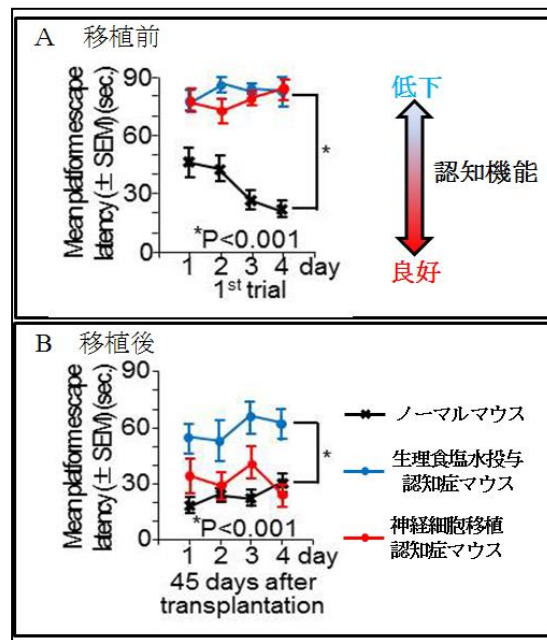 A 移植前
Mean platform escape
latency (± SEM) (sec.)
90
60
30
0
*
*P<0.001
1 2 3 4 day
1st trial
低下
認知機能
良好
B 移植後
Mean platform escape
latency (± SEM) (sec.)
90
60
30
0
*
*P<0.001
1 2 3 4 day
45 days after
transplantation
ノーマルマウス
生理食塩水投与
認知症マウス
神経細胞移植
認知症マウス